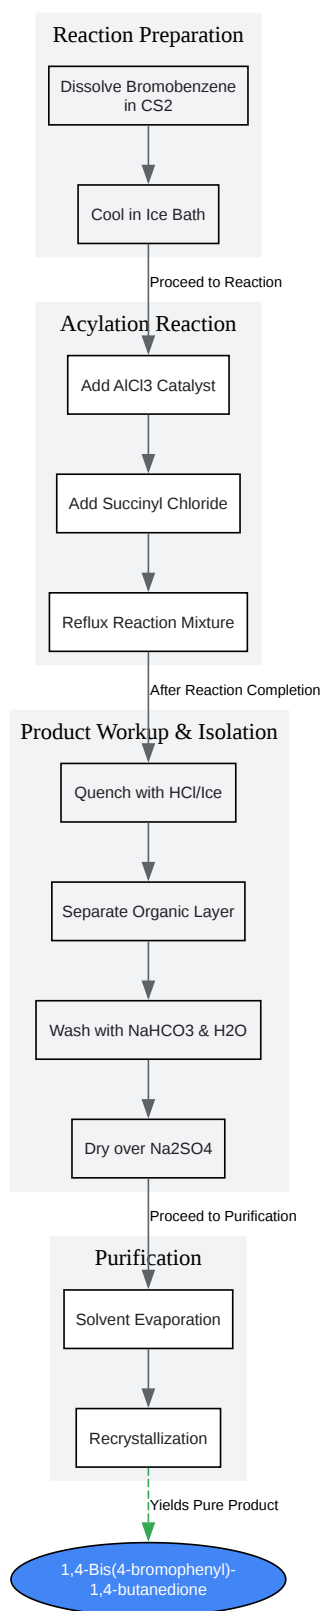 Reaction Preparation
Dissolve Bromobenzene
in CS2
Cool in Ice Bath
Proceed to Reaction
Acylation Reaction
Add AlCl3 Catalyst
Add Succinyl Chloride
Reflux Reaction Mixture
After Reaction Completion
Product Workup & Isolation
Quench with HCl/Ice
Separate Organic Layer
Wash with NaHCO3 & H2O
Dry over Na2SO4
Proceed to Purification
Purification
Solvent Evaporation
Recrystallization
Yields Pure Product
1,4-Bis(4-bromophenyl)-
1,4-butanedione